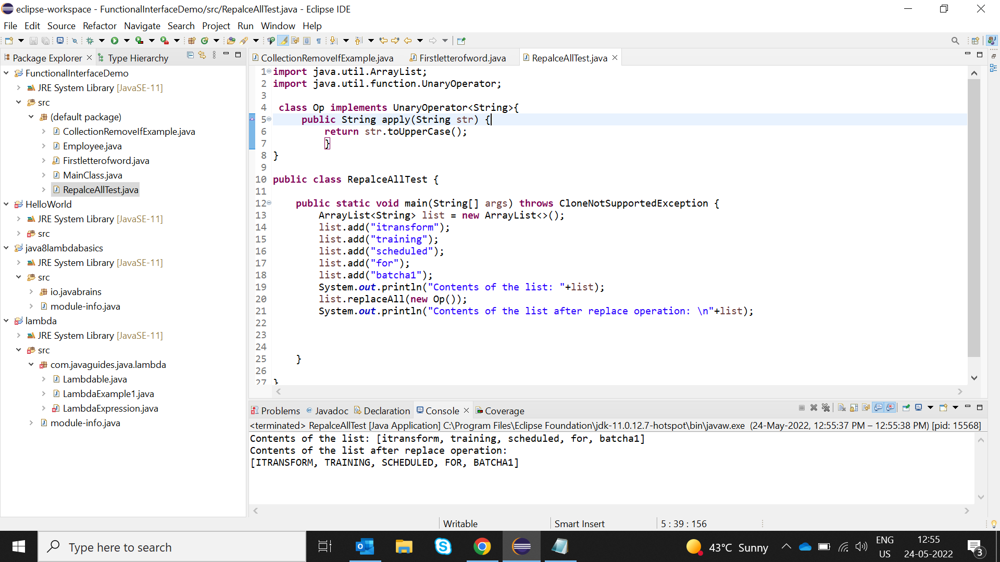 eclipse-workspace - FunctionalInterfaceDemo/src/RepalceAllTest.java - Eclipse IDE
File Edit Source Refactor Navigate Search Project Run Window Help
Package Explorer
Type Hierarchy
FunctionalInterfaceDemo
JRE System Library [JavaSE-11]
src
(default package)
CollectionRemoveIfExample.java
Employee.java
Firstletterofword.java
MainClass.java
RepalceAllTest.java
HelloWorld
JRE System Library [JavaSE-11]
src
java8lambdabasics
JRE System Library [JavaSE-11]
src
io.javabrains
module-info.java
lambda
JRE System Library [JavaSE-11]
src
com.javaguides.java.lambda
Lambdable.java
LambdaExample1.java
LambdaExpression.java
module-info.java
CollectionRemoveIfExample.java Firstletterofword.java RepalceAllTest.java
1 import java.util.ArrayList;
2 import java.util.function.UnaryOperator;
3
4 class Op implements UnaryOperator<String>{
5 public String apply(String str) {
6 return str.toUpperCase();
7 }
8 }
9
10 public class RepalceAllTest {
11
12 public static void main(String[] args) throws CloneNotSupportedException {
13 ArrayList<String> list = new ArrayList<>();
14 list.add("itransform");
15 list.add("training");
16 list.add("scheduled");
17 list.add("for");
18 list.add("batcha1");
19 System.out.println("Contents of the list: "+list);
20 list.replaceAll(new Op());
21 System.out.println("Contents of the list after replace operation: \n"+list);
22
23
24
25 }
26
27 }
Problems @ Javadoc Declaration Console Coverage
<terminated> RepalceAllTest [Java Application] C:\Program Files\Eclipse Foundation\jdk-11.0.12.7-hotspot\bin\javaw.exe (24-May-2022, 12:55:37 PM – 12:55:38 PM) [pid: 15568]
Contents of the list: [itransform, training, scheduled, for, batcha1]
Contents of the list after replace operation:
[ITRANSFORM, TRAINING, SCHEDULED, FOR, BATCHA1]
Writable Smart Insert 5 : 39 : 156
Type here to search
43°C Sunny
ENG
US
12:55
24-05-2022
3